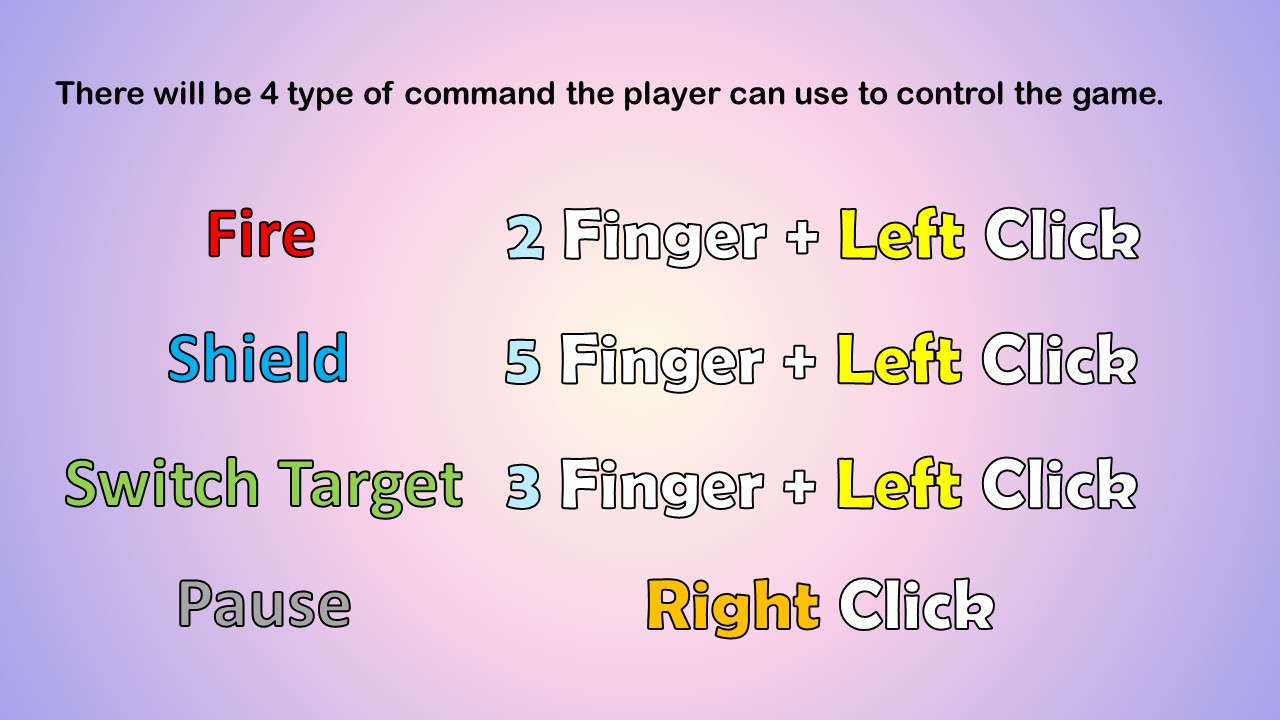 There will be 4 type of command the player can use to control the game.
Fire 2 Finger + Left Click
Shield 5 Finger + Left Click
Switch Target 3 Finger + Left Click
Pause Right Click